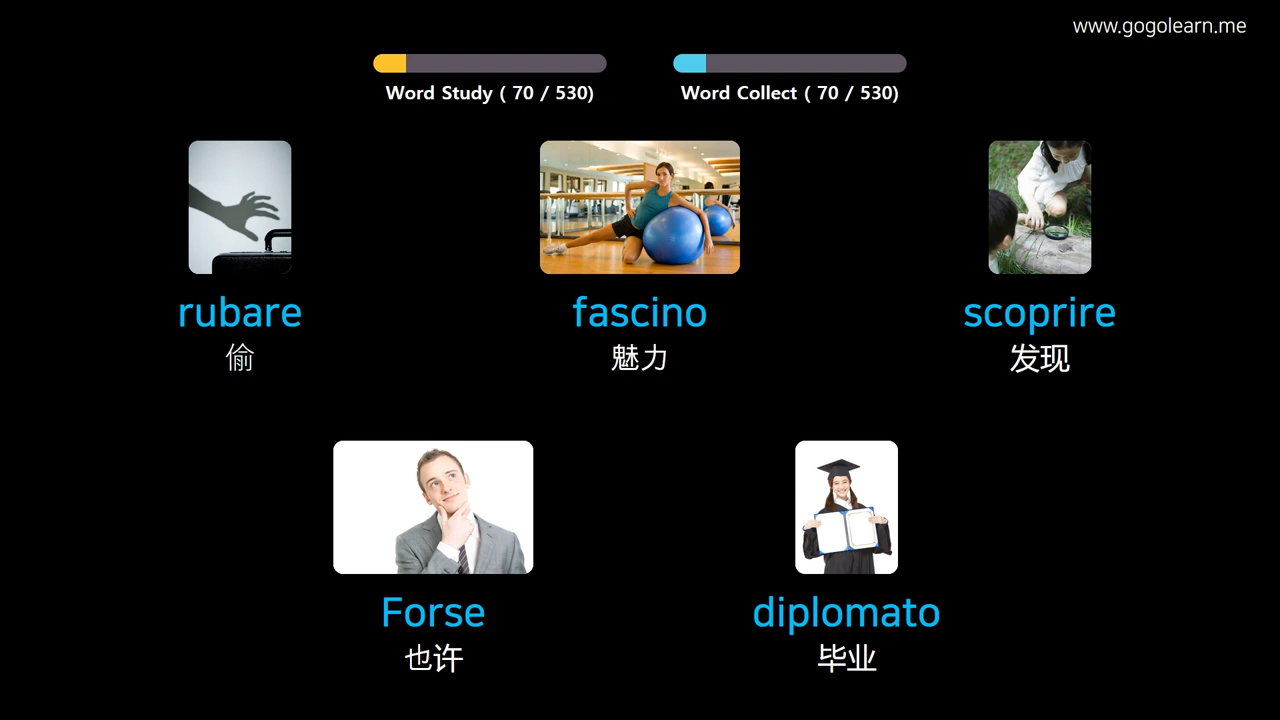 www.gogolearn.me
Word Study ( 70 / 530)
Word Collect ( 70 / 530)
rubare
偷
fascino
魅力
scoprire
发现
Forse
也许
diplomato
毕业